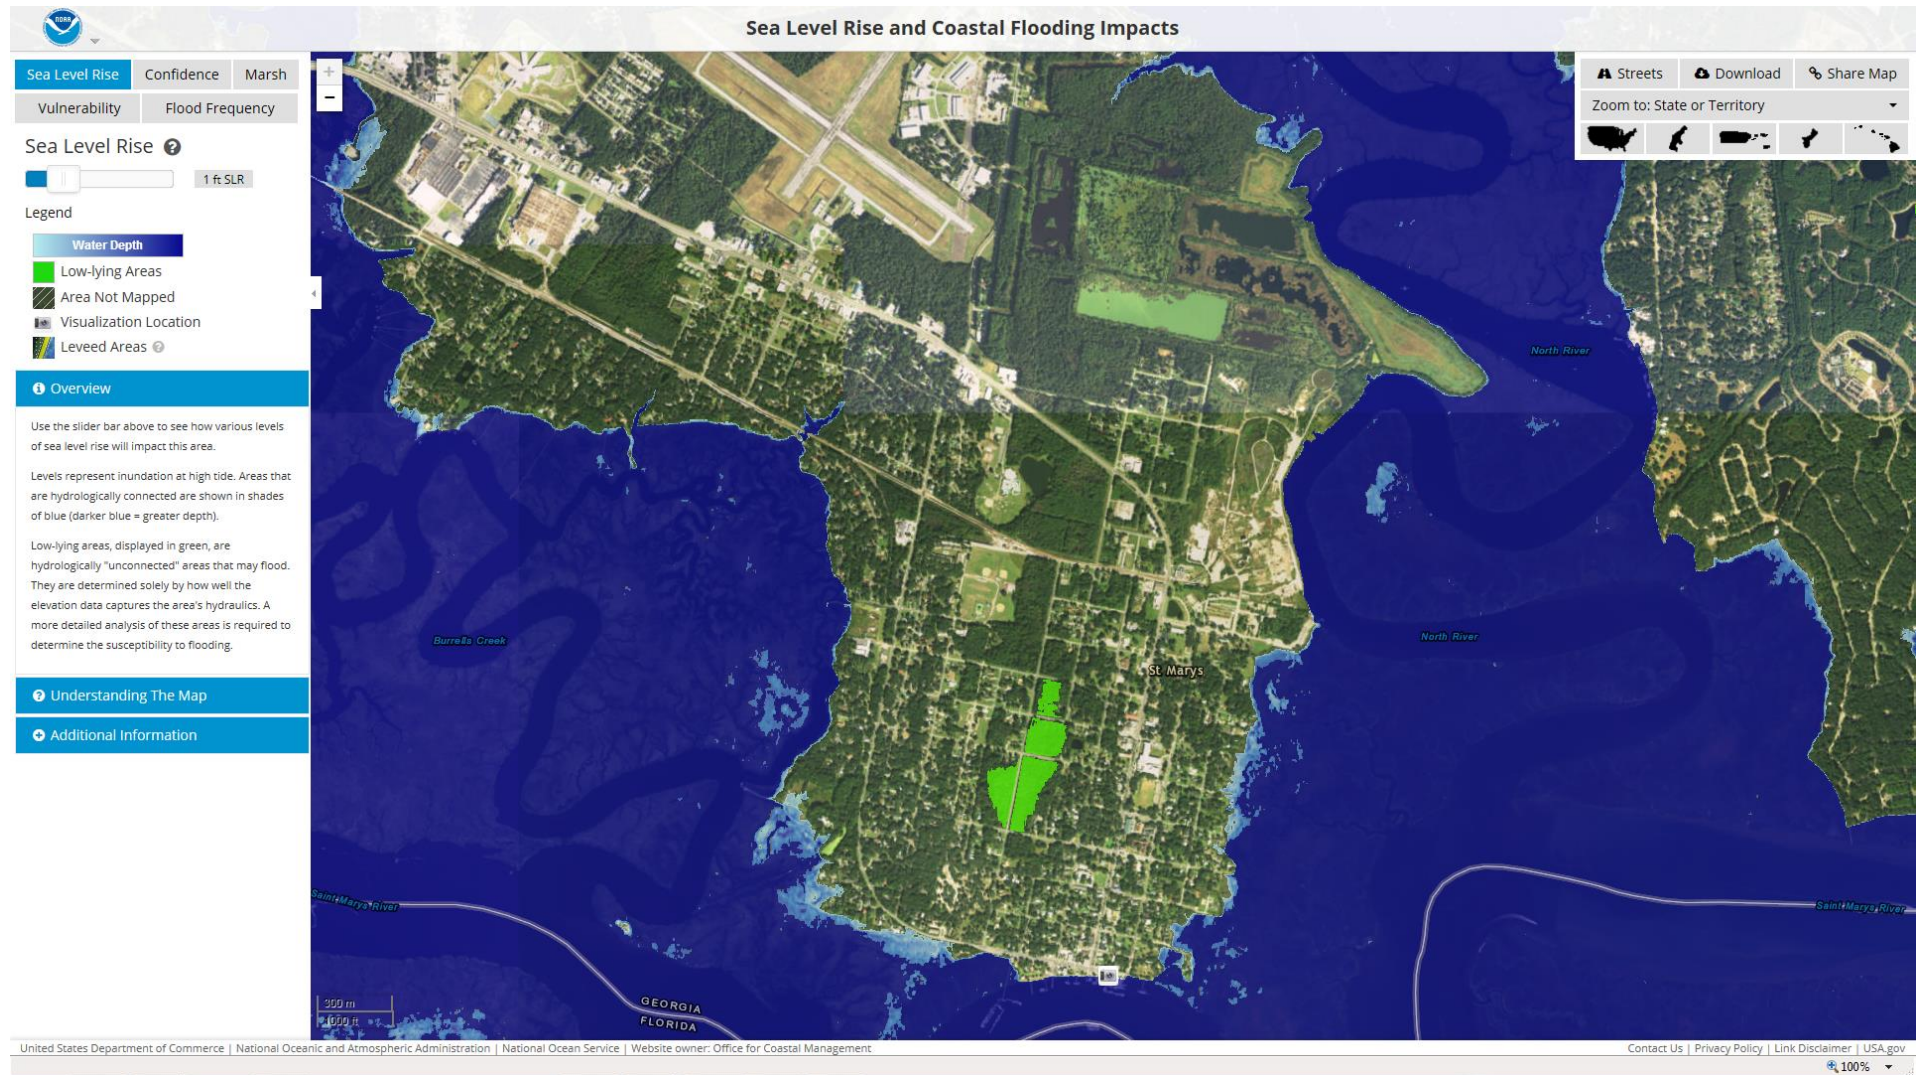 NOAA
Sea Level Rise and Coastal Flooding Impacts
Sea Level Rise
Confidence
Marsh
Vulnerability
Flood Frequency
Sea Level Rise ?
1 ft SLR
Legend
Water Depth
Low-lying Areas
Area Not Mapped
Visualization Location
Leveed Areas ?
Overview
Use the slider bar above to see how various levels
of sea level rise will impact this area.
Levels represent inundation at high tide. Areas that
are hydrologically connected are shown in shades
of blue (darker blue = greater depth).
Low-lying areas, displayed in green, are
hydrologically "unconnected" areas that may flood.
They are determined solely by how well the
elevation data captures the area's hydraulics. A
more detailed analysis of these areas is required to
determine the susceptibility to flooding.
Understanding The Map
Additional Information
+
−
Streets
Download
Share Map
Zoom to: State or Territory
North River
Burrells Creek
North River
St Marys
Saint Marys River
Saint Marys River
GEORGIA
FLORIDA
300 m
1000 ft
United States Department of Commerce | National Oceanic and Atmospheric Administration | National Ocean Service | Website owner: Office for Coastal Management
Contact Us | Privacy Policy | Link Disclaimer | USA.gov
100%